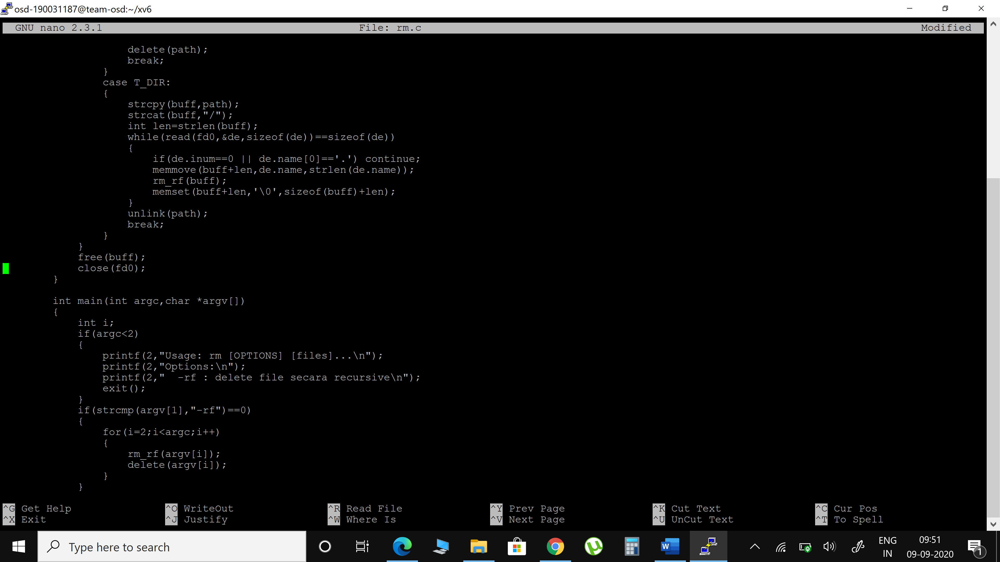 osd-190031187@team-osd:~/xv6
GNU nano 2.3.1 File: rm.c Modified
delete(path);
break;
}
case T_DIR:
{
strcpy(buff,path);
strcat(buff,"/");
int len=strlen(buff);
while(read(fd0,&de,sizeof(de))==sizeof(de))
{
if(de.inum==0 || de.name[0]=='.') continue;
memmove(buff+len,de.name,strlen(de.name));
rm_rf(buff);
memset(buff+len,'\0',sizeof(buff)+len);
}
unlink(path);
break;
}
}
free(buff);
close(fd0);
}
int main(int argc,char *argv[])
{
int i;
if(argc<2)
{
printf(2,"Usage: rm [OPTIONS] [files]...\n");
printf(2,"Options:\n");
printf(2,"  -rf : delete file secara recursive\n");
exit();
}
if(strcmp(argv[1],"-rf")==0)
{
for(i=2;i<argc;i++)
{
rm_rf(argv[i]);
delete(argv[i]);
}
}
^G Get Help ^O WriteOut ^R Read File ^Y Prev Page ^K Cut Text ^C Cur Pos
^X Exit ^J Justify ^W Where Is ^V Next Page ^U UnCut Text ^T To Spell
Type here to search
W
ENG
IN
09:51
09-09-2020
1